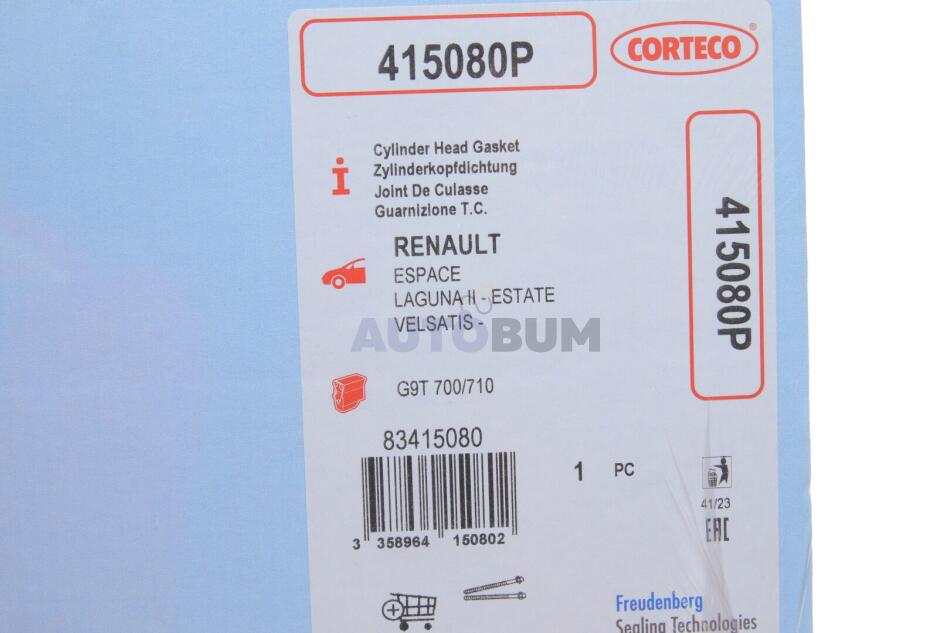 415080P
CORTECO®
Cylinder Head Gasket
Zylinderkopfdichtung
Joint De Culasse
Guarnizione T.C.
415080P
RENAULT
ESPACE
LAGUNA II - ESTATE
VELSATIS -
AUTOBUM
G9T 700/710
83415080
1 PC
41/23
EAC
3 358964 150802
Freudenberg
Sealing Technologies